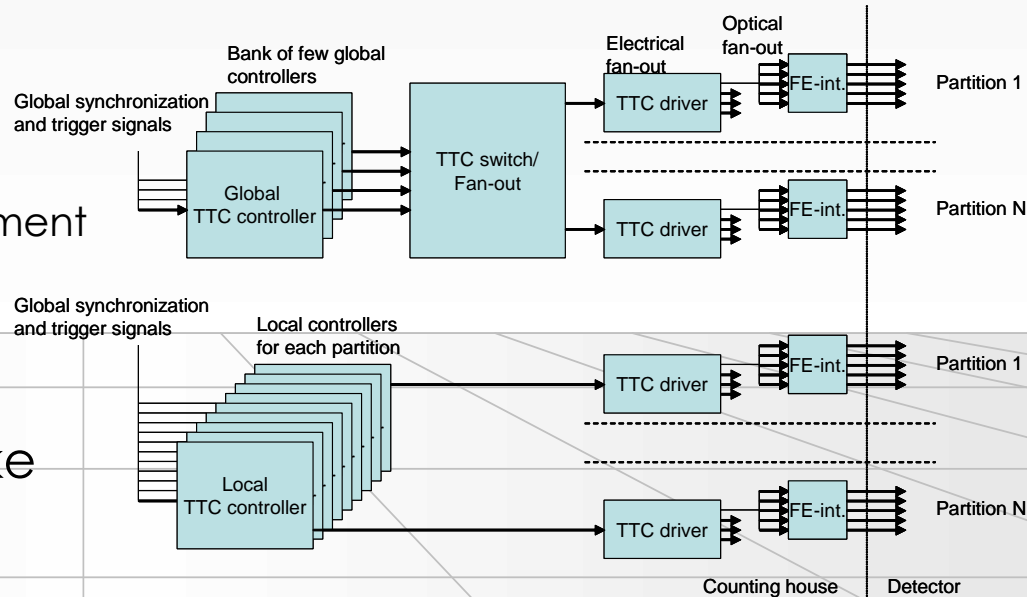 Optical
fan-out
Electrical
fan-out
Bank of few global
controllers
Global synchronization
and trigger signals
TTC driver
FE-int.
Partition 1
TTC switch/
Fan-out
Global
TTC controller
ment
TTC driver
FE-int.
Partition N
Global synchronization
and trigger signals
Local controllers
for each partition
TTC driver
FE-int.
Partition 1
ke
Local
TTC controller
TTC driver
FE-int.
Partition N
Counting house
Detector